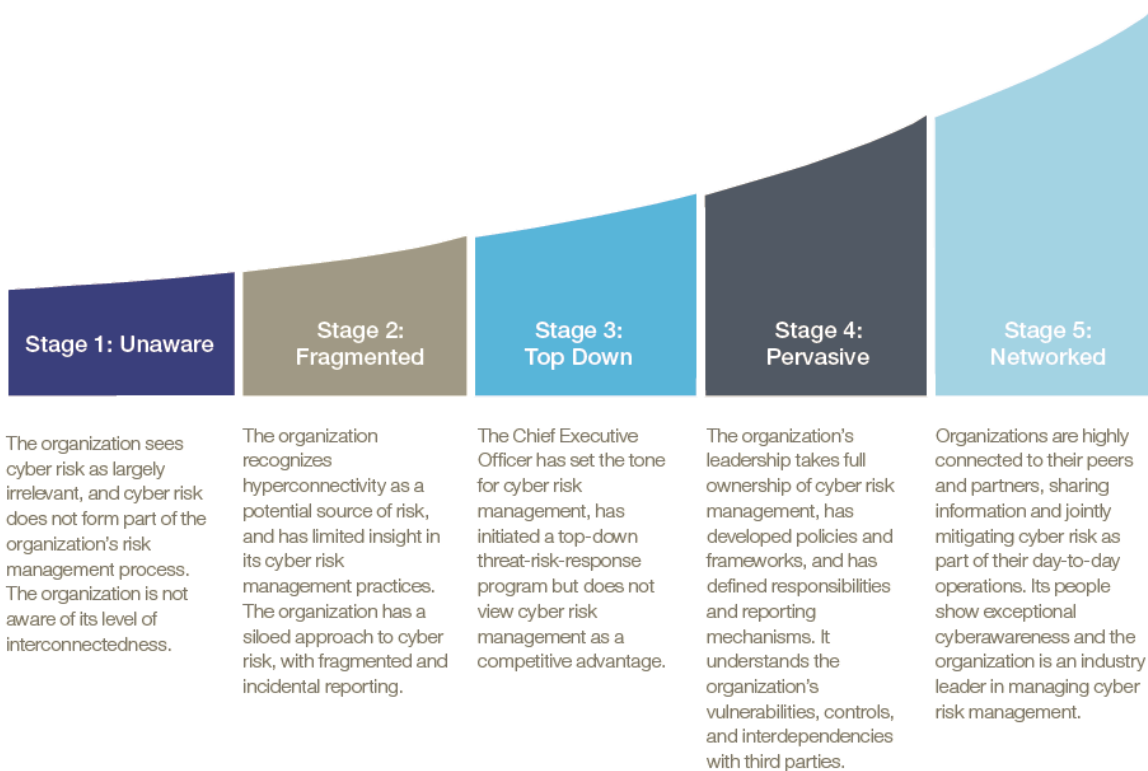 Stage 1: Unaware
Stage 2:
Fragmented
Stage 3:
Top Down
Stage 4:
Pervasive
Stage 5:
Networked
The organization sees
cyber risk as largely
irrelevant, and cyber risk
does not form part of the
organization's risk
management process.
The organization is not
aware of its level of
interconnectedness.
The organization
recognizes
hyperconnectivity as a
potential source of risk,
and has limited insight in
its cyber risk
management practices.
The organization has a
siloed approach to cyber
risk, with fragmented and
incidental reporting.
The Chief Executive
Officer has set the tone
for cyber risk
management, has
initiated a top-down
threat-risk-response
program but does not
view cyber risk
management as a
competitive advantage.
The organization's
leadership takes full
ownership of cyber risk
management, has
developed policies and
frameworks, and has
defined responsibilities
and reporting
mechanisms. It
understands the
organization's
vulnerabilities, controls,
and interdependencies
with third parties.
Organizations are highly
connected to their peers
and partners, sharing
information and jointly
mitigating cyber risk as
part of their day-to-day
operations. Its people
show exceptional
cyberawareness and the
organization is an industry
leader in managing cyber
risk management.